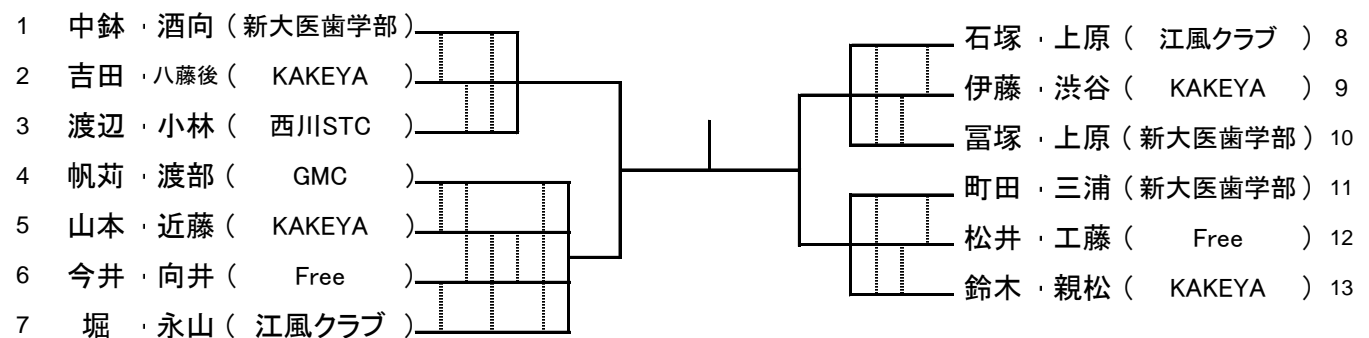 1 中鉢・酒向(新大医歯学部)
2 吉田・八藤後(KAKEYA)
3 渡辺・小林(西川STC)
4 帆苅・渡部(GMC)
5 山本・近藤(KAKEYA)
6 今井・向井(Free)
7 堀・永山(江風クラブ)
石塚・上原(江風クラブ)8
伊藤・渋谷(KAKEYA)9
冨塚・上原(新大医歯学部)10
町田・三浦(新大医歯学部)11
松井・工藤(Free)12
鈴木・親松(KAKEYA)13